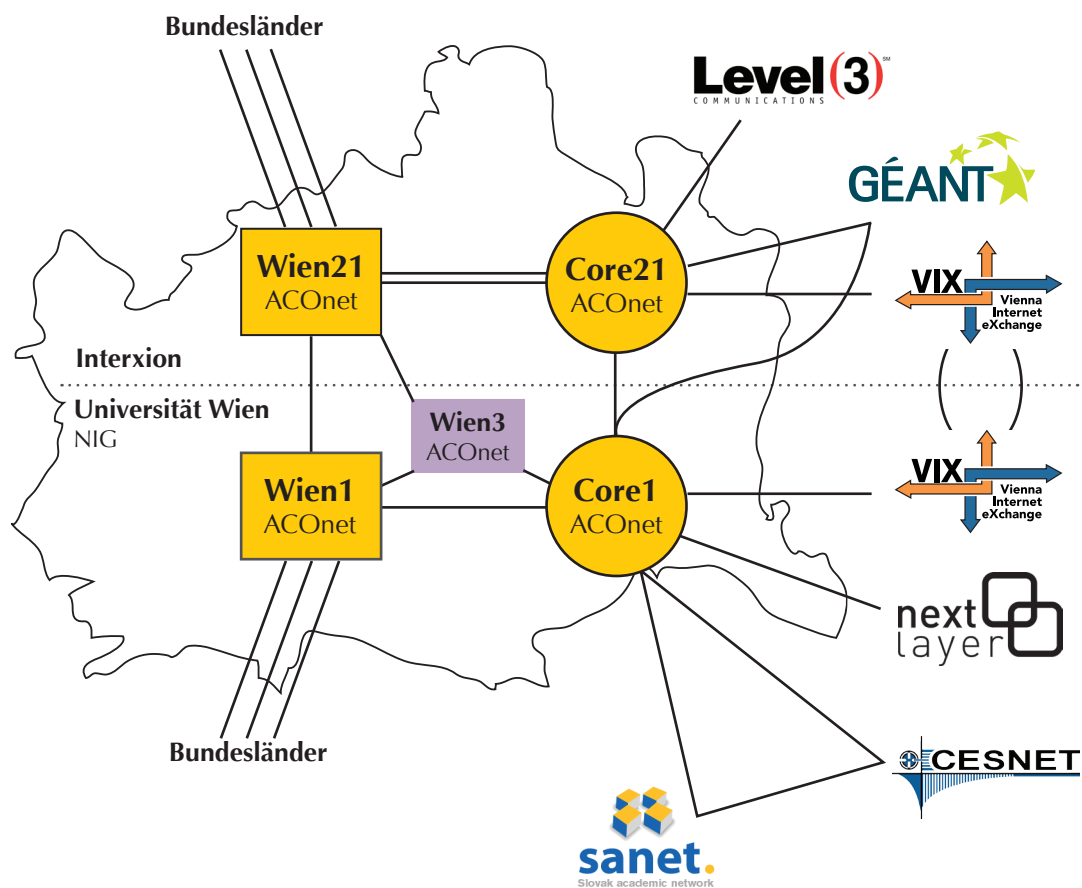 Bundesländer
Level(3)
SM
COMMUNICATIONS
GÉANT
Wien21
ACOnet
Core21
ACOnet
VIX
Vienna
Internet
eXchange
Interxion
Universität Wien
NIG
Wien3
ACOnet
Wien1
ACOnet
Core1
ACOnet
VIX
Vienna
Internet
eXchange
next
layer
Bundesländer
CESNET
sanet.
Slovak academic network